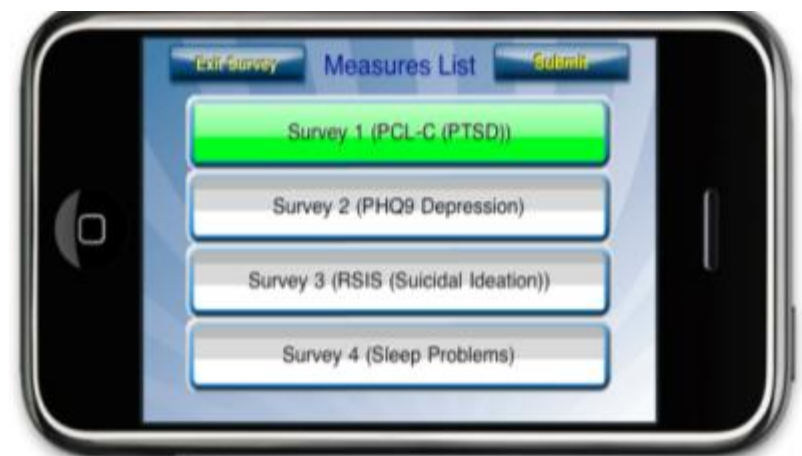 Exit Survey Measures List Submit
Survey 1 (PCL-C (PTSD))
Survey 2 (PHQ9 Depression)
Survey 3 (RSIS (Suicidal Ideation))
Survey 4 (Sleep Problems)